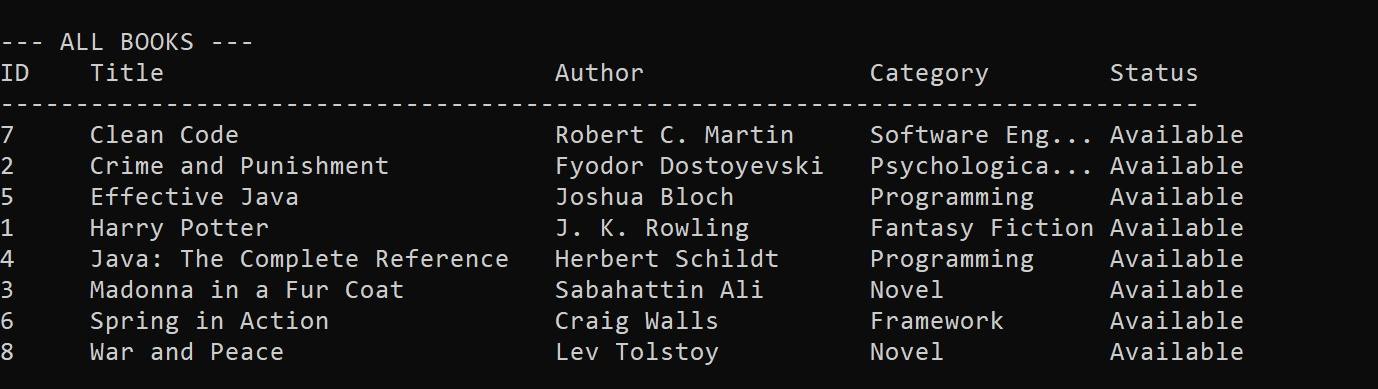 --- ALL BOOKS ---
ID    Title                          Author               Category        Status
--------------------------------------------------------------------------------
7     Clean Code                     Robert C. Martin     Software Eng... Available
2     Crime and Punishment           Fyodor Dostoyevski   Psychologica... Available
5     Effective Java                 Joshua Bloch         Programming     Available
1     Harry Potter                   J. K. Rowling        Fantasy Fiction Available
4     Java: The Complete Reference   Herbert Schildt      Programming     Available
3     Madonna in a Fur Coat          Sabahattin Ali       Novel           Available
6     Spring in Action               Craig Walls          Framework       Available
8     War and Peace                  Lev Tolstoy          Novel           Available